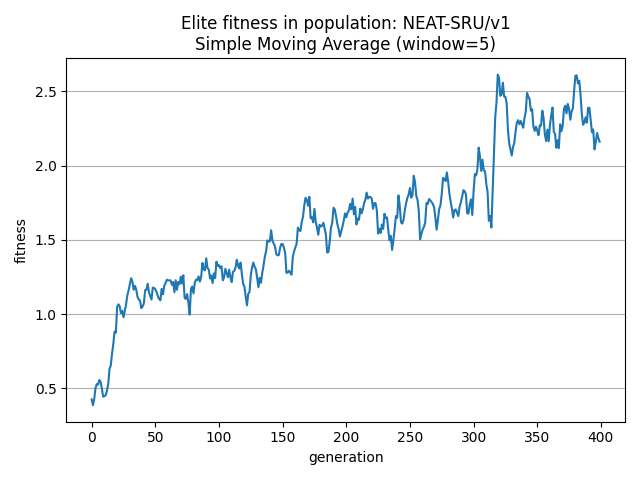 Elite fitness in population: NEAT-SRU/v1
Simple Moving Average (window=5)
fitness
2.5
2.0
1.5
1.0
0.5
0 50 100 150 200 250 300 350 400
generation